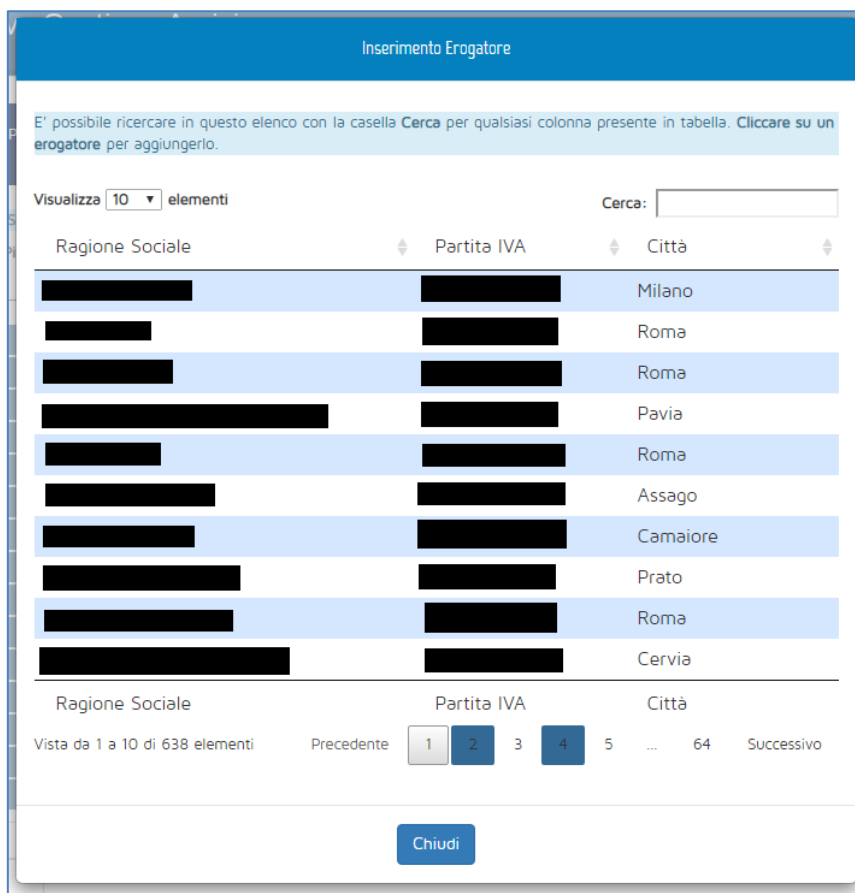 Inserimento Erogatore
E' possibile ricercare in questo elenco con la casella Cerca per qualsiasi colonna presente in tabella. Cliccare su un
erogatore per aggiungerlo.
Visualizza 10 elementi Cerca:
Ragione Sociale Partita IVA Città
Milano
Roma
Roma
Pavia
Roma
Assago
Camaiore
Prato
Roma
Cervia
Ragione Sociale Partita IVA Città
Vista da 1 a 10 di 638 elementi Precedente 1 2 3 4 5 ... 64 Successivo
Chiudi